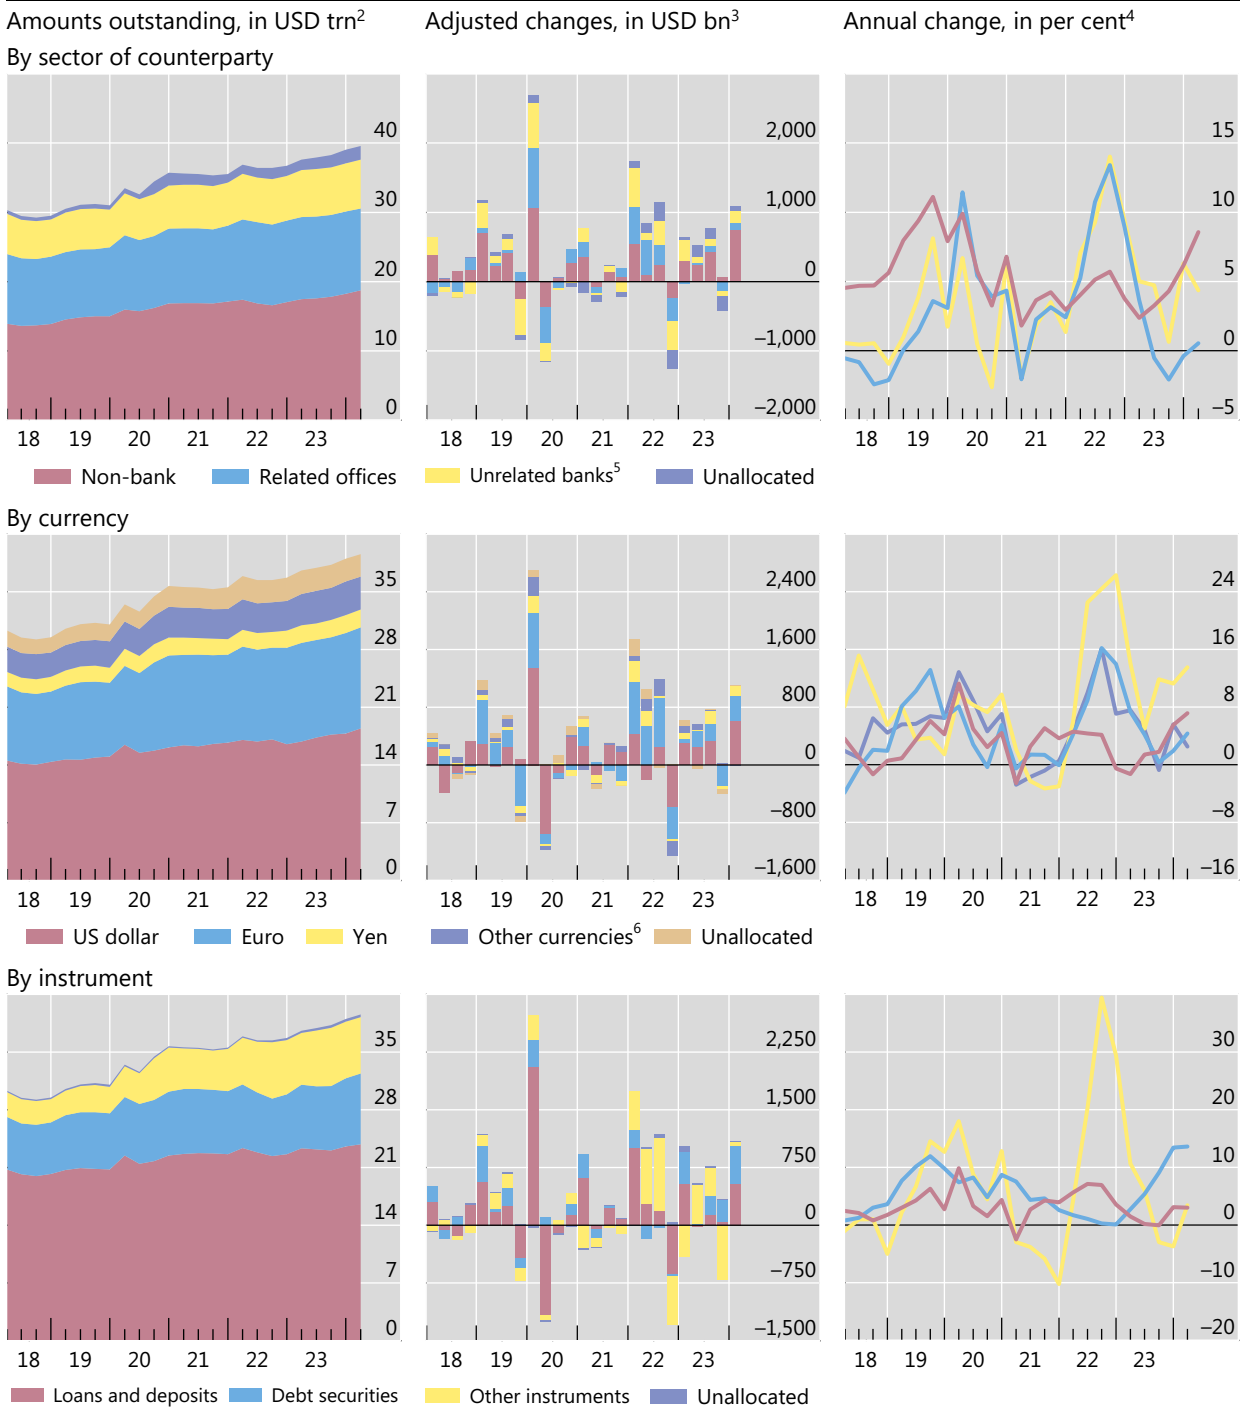 Amounts outstanding, in USD trn2
Adjusted changes, in USD bn3
Annual change, in per cent4
By sector of counterparty
40
30
20
10
0
18 19 20 21 22 23
2,000
1,000
0
–1,000
–2,000
18 19 20 21 22 23
15
10
5
0
–5
18 19 20 21 22 23
Non-bank Related offices Unrelated banks5 Unallocated
By currency
35
28
21
14
7
0
18 19 20 21 22 23
2,400
1,600
800
0
–800
–1,600
18 19 20 21 22 23
24
16
8
0
–8
–16
18 19 20 21 22 23
US dollar Euro Yen Other currencies6 Unallocated
By instrument
35
28
21
14
7
0
18 19 20 21 22 23
2,250
1,500
750
0
–750
–1,500
18 19 20 21 22 23
30
20
10
0
–10
–20
18 19 20 21 22 23
Loans and deposits Debt securities Other instruments Unallocated